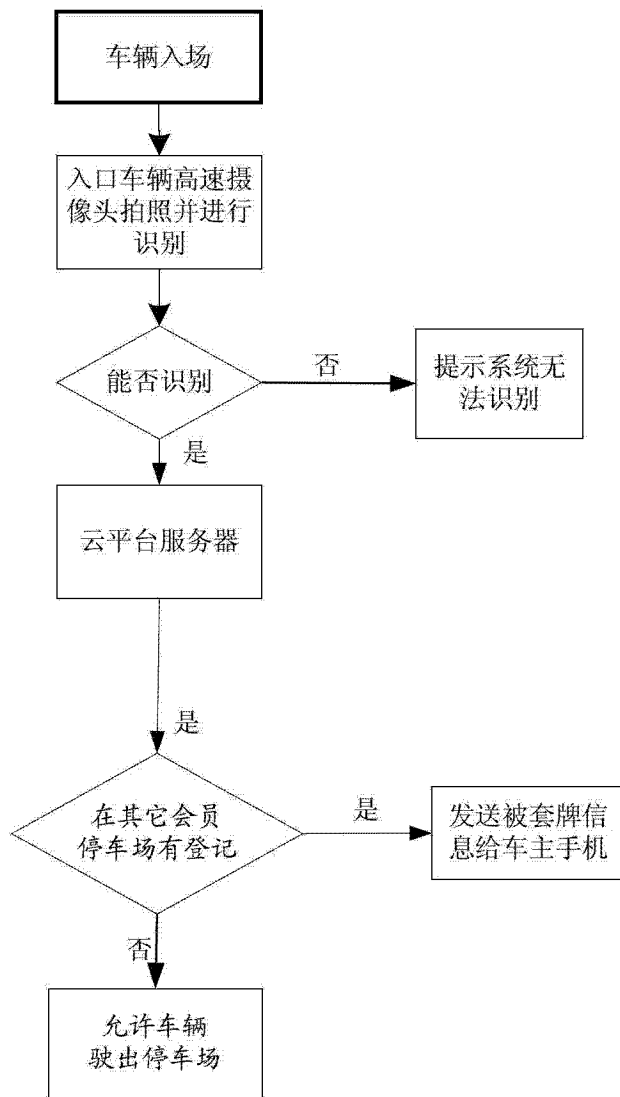 车辆入场
入口车辆高速摄
像头拍照并进行
识别
能否识别
否
提示系统无
法识别
是
云平台服务器
是
在其它会员
停车场有登记
是
发送被套牌信
息给车主手机
否
允许车辆
驶出停车场